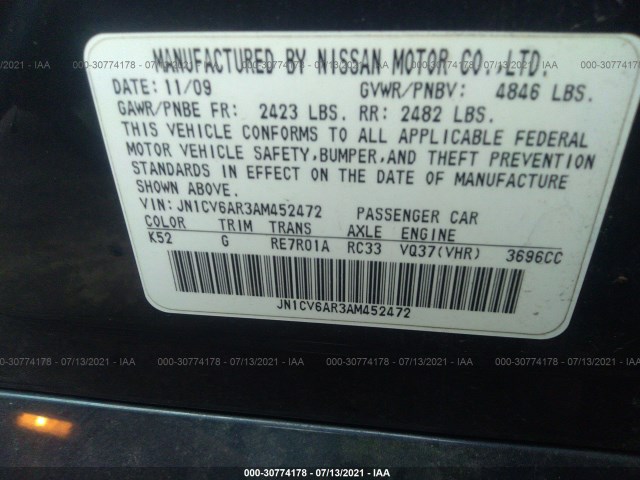 MANUFACTURED BY NISSAN MOTOR CO.,LTD.
DATE: 11/09 GVWR/PNBV: 4846 LBS.
GAWR/PNBE FR: 2423 LBS. RR: 2482 LBS.
THIS VEHICLE CONFORMS TO ALL APPLICABLE FEDERAL
MOTOR VEHICLE SAFETY,BUMPER,AND THEFT PREVENTION
STANDARDS IN EFFECT ON THE DATE OF MANUFACTURE
SHOWN ABOVE.
VIN: JN1CV6AR3AM452472 PASSENGER CAR
COLOR TRIM TRANS AXLE ENGINE
K52 G RE7R01A RC33 VQ37(VHR) 3696CC
JN1CV6AR3AM452472
000-30774178 - 07/13/2021 - IAA